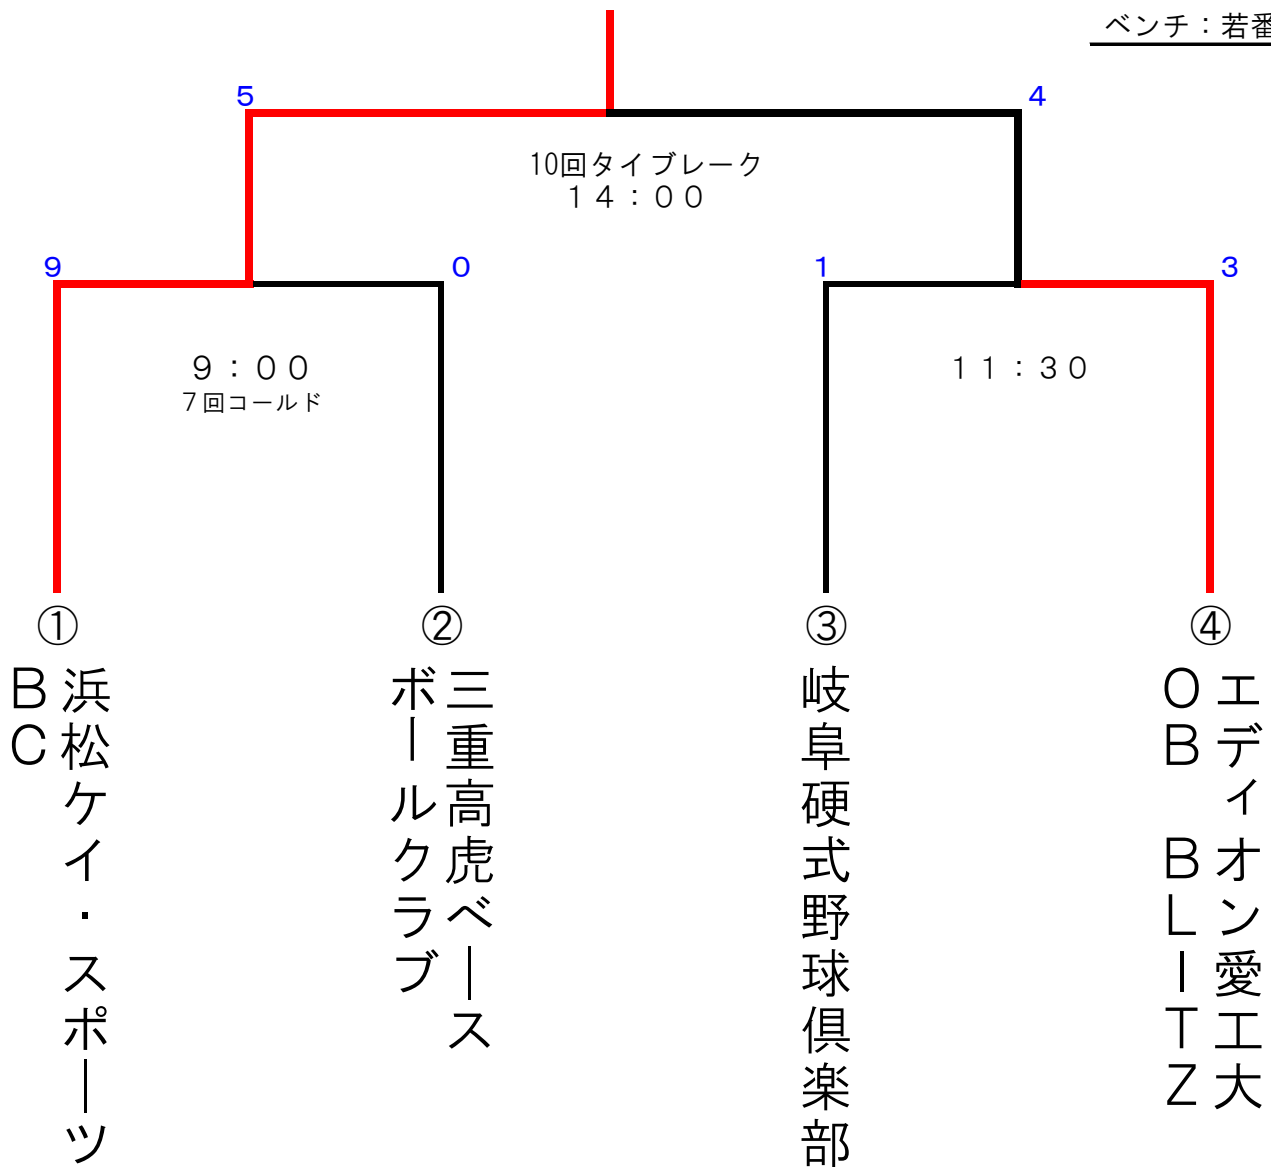 ベンチ：若番
5
4
10回タイブレーク
１４：００
9
0
1
3
９：００
７回コールド
１１：３０
①
②
③
④
浜松ケイ・スポーツ
ＢＣ
三重高虎ベース
ボールクラブ
岐阜硬式野球倶楽部
エディオン愛工大
ＯＢ ＢＬＩＴＺ